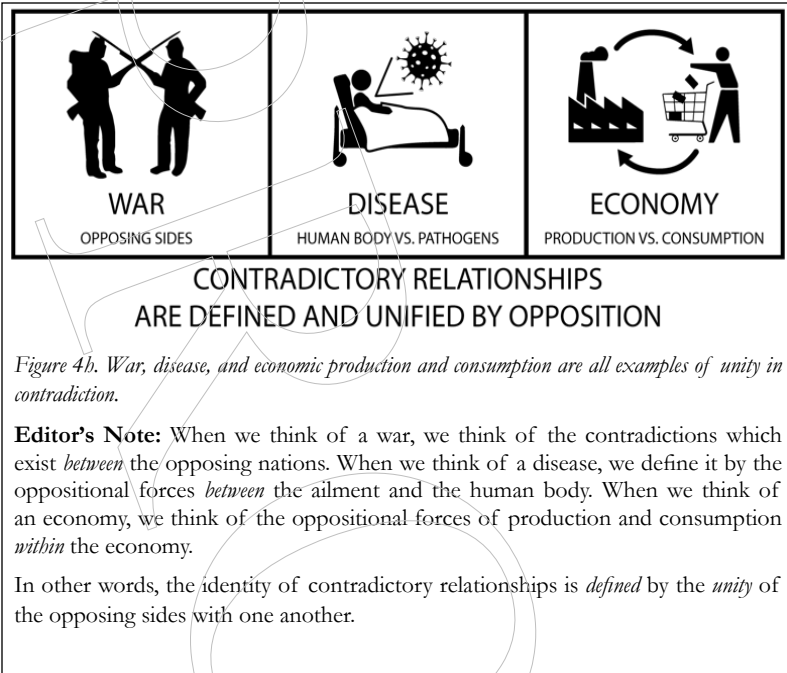 WAR
OPPOSING SIDES
DISEASE
HUMAN BODY VS. PATHOGENS
ECONOMY
PRODUCTION VS. CONSUMPTION
CONTRADICTORY RELATIONSHIPS
ARE DEFINED AND UNIFIED BY OPPOSITION
Figure 4h. War, disease, and economic production and consumption are all examples of unity in
contradiction.
Editor's Note: When we think of a war, we think of the contradictions which
exist between the opposing nations. When we think of a disease, we define it by the
oppositional forces between the ailment and the human body. When we think of
an economy, we think of the oppositional forces of production and consumption
within the economy.
In other words, the identity of contradictory relationships is defined by the unity of
the opposing sides with one another.